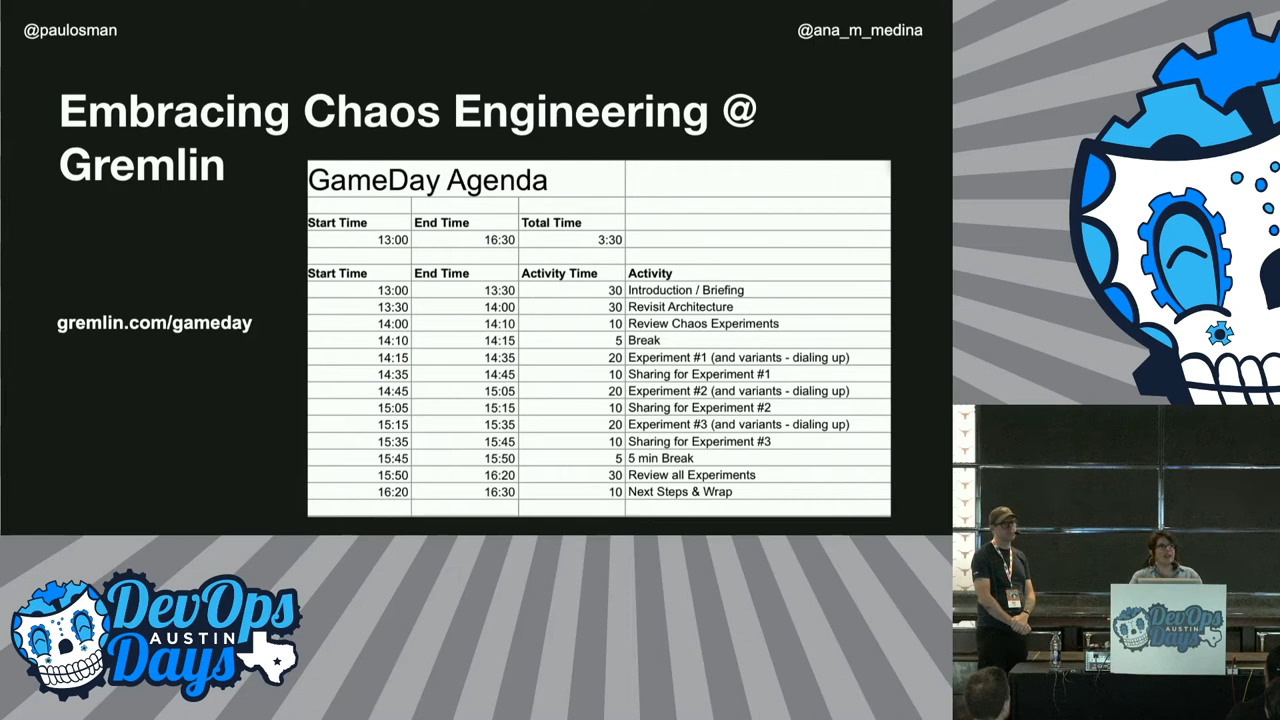 @paulosman
@ana_m_medina
Embracing Chaos Engineering @
Gremlin
gremlin.com/gameday
GameDay Agenda
Start Time End Time Total Time
13:00 16:30 3:30
Start Time End Time Activity Time Activity
13:00 13:30 30 Introduction / Briefing
13:30 14:00 30 Revisit Architecture
14:00 14:10 10 Review Chaos Experiments
14:10 14:15 5 Break
14:15 14:35 20 Experiment #1 (and variants - dialing up)
14:35 14:45 10 Sharing for Experiment #1
14:45 15:05 20 Experiment #2 (and variants - dialing up)
15:05 15:15 10 Sharing for Experiment #2
15:15 15:35 20 Experiment #3 (and variants - dialing up)
15:35 15:45 10 Sharing for Experiment #3
15:45 15:50 5 5 min Break
15:50 16:20 30 Review all Experiments
16:20 16:30 10 Next Steps & Wrap
DevOps
AUSTIN
Days
DevOps
AUSTIN
Days